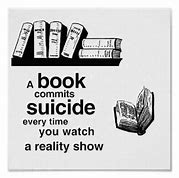 A book
commits
suicide
every time
you watch
a reality show